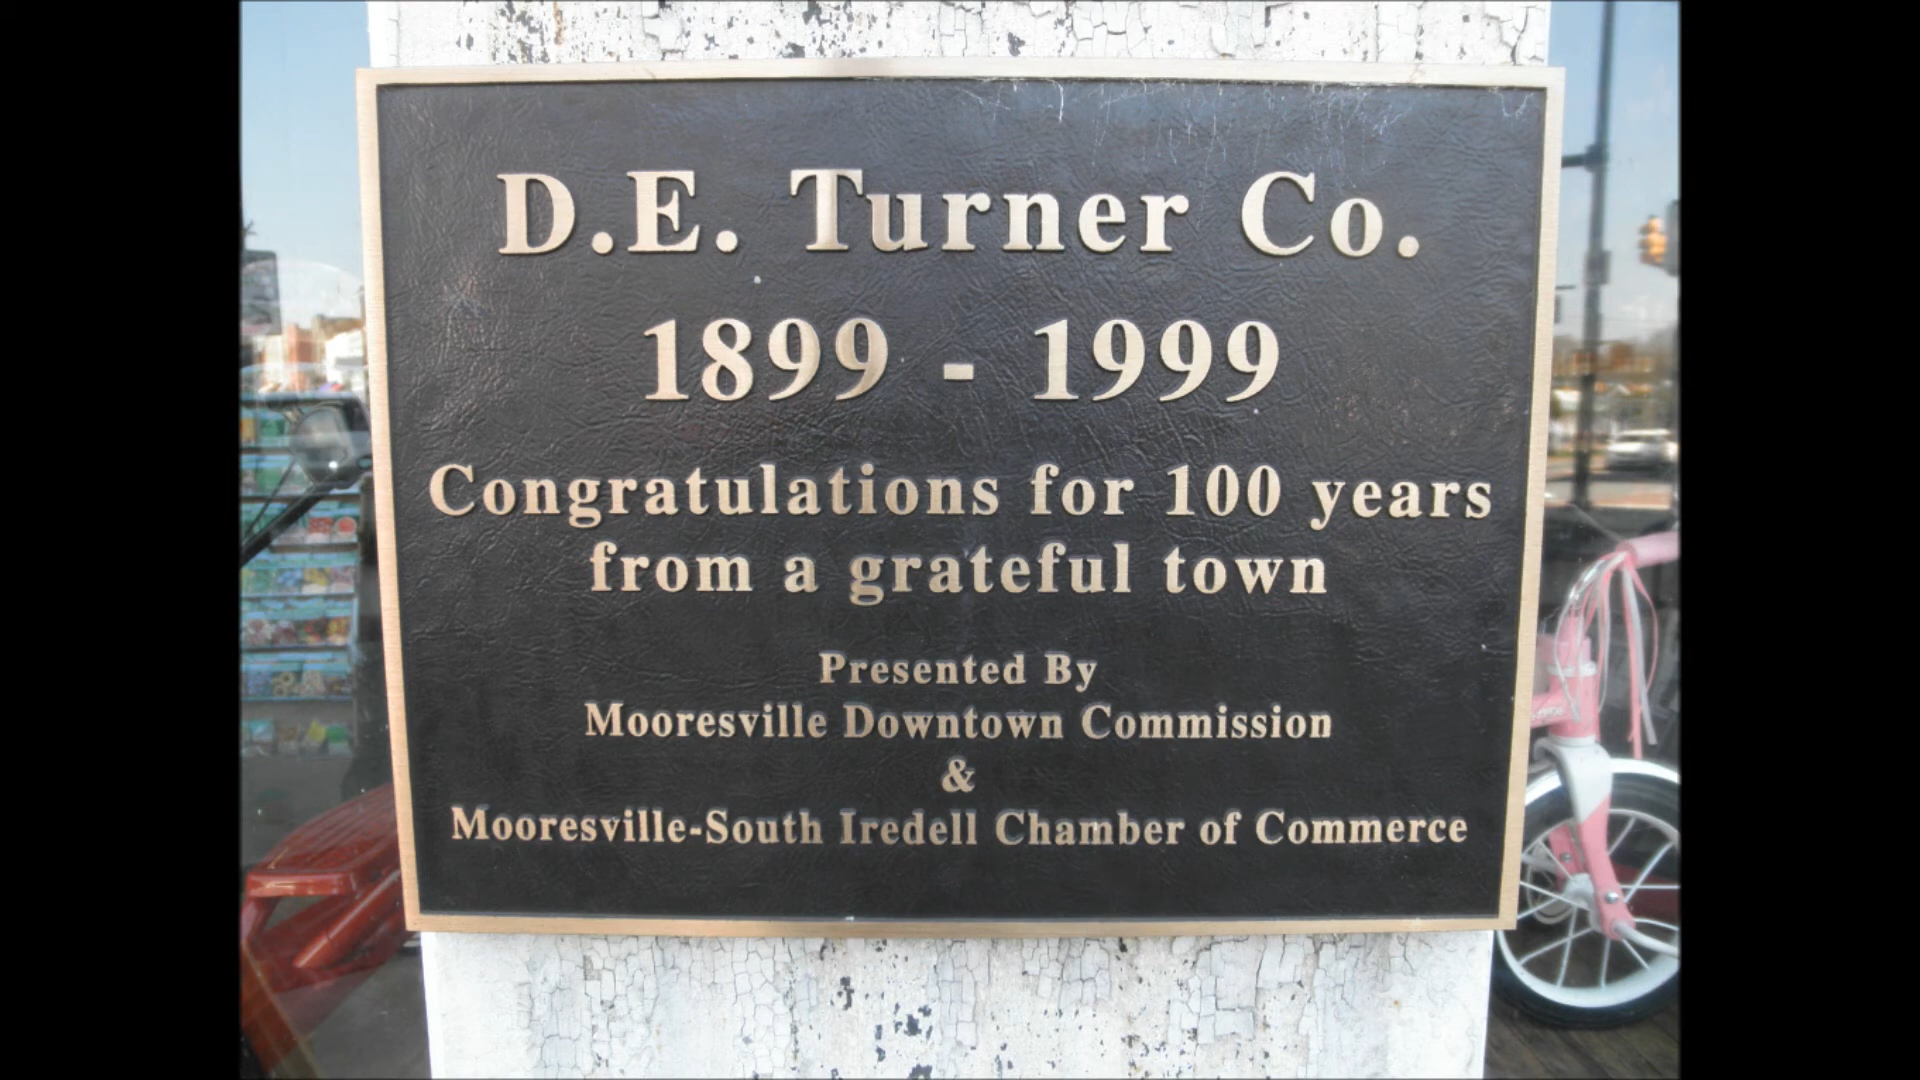 D.E. Turner Co.
1899 - 1999
Congratulations for 100 years
from a grateful town
Presented By
Mooresville Downtown Commission
&
Mooresville-South Iredell Chamber of Commerce